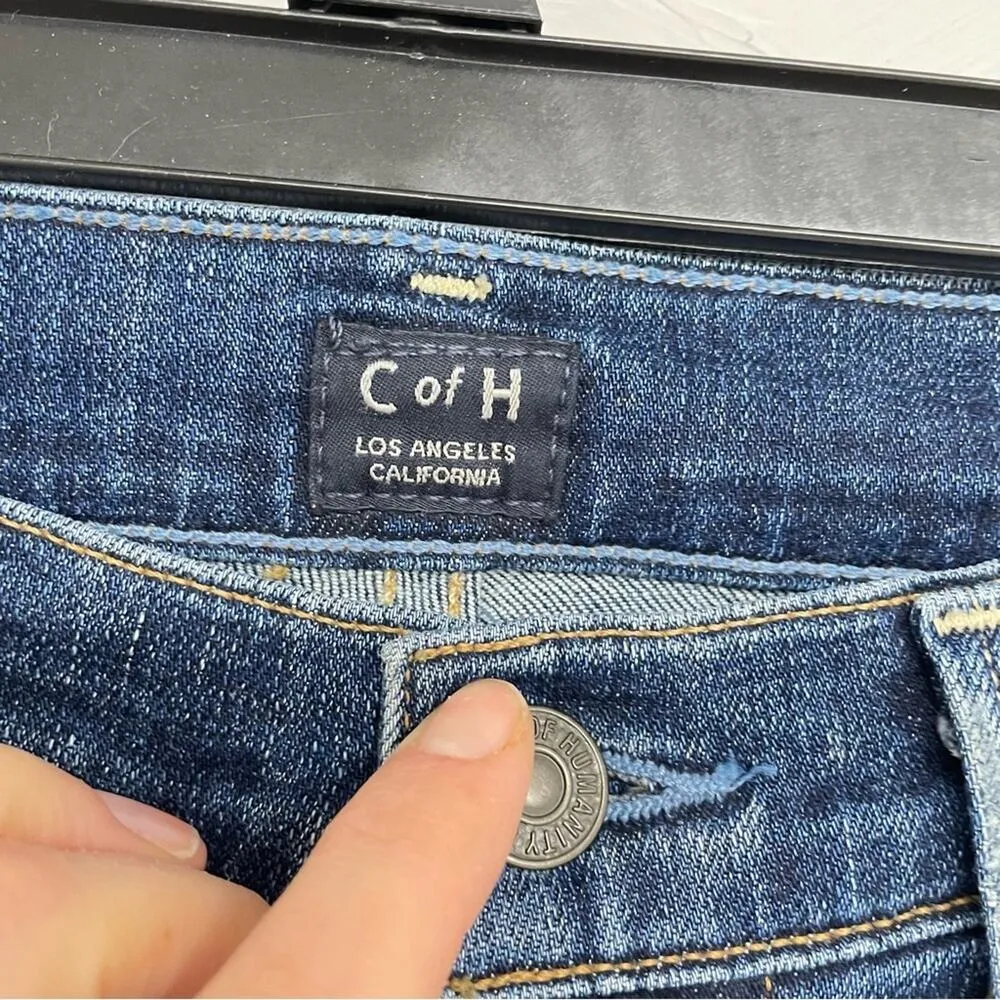 C of H
LOS ANGELES
CALIFORNIA
OF HUMANITY